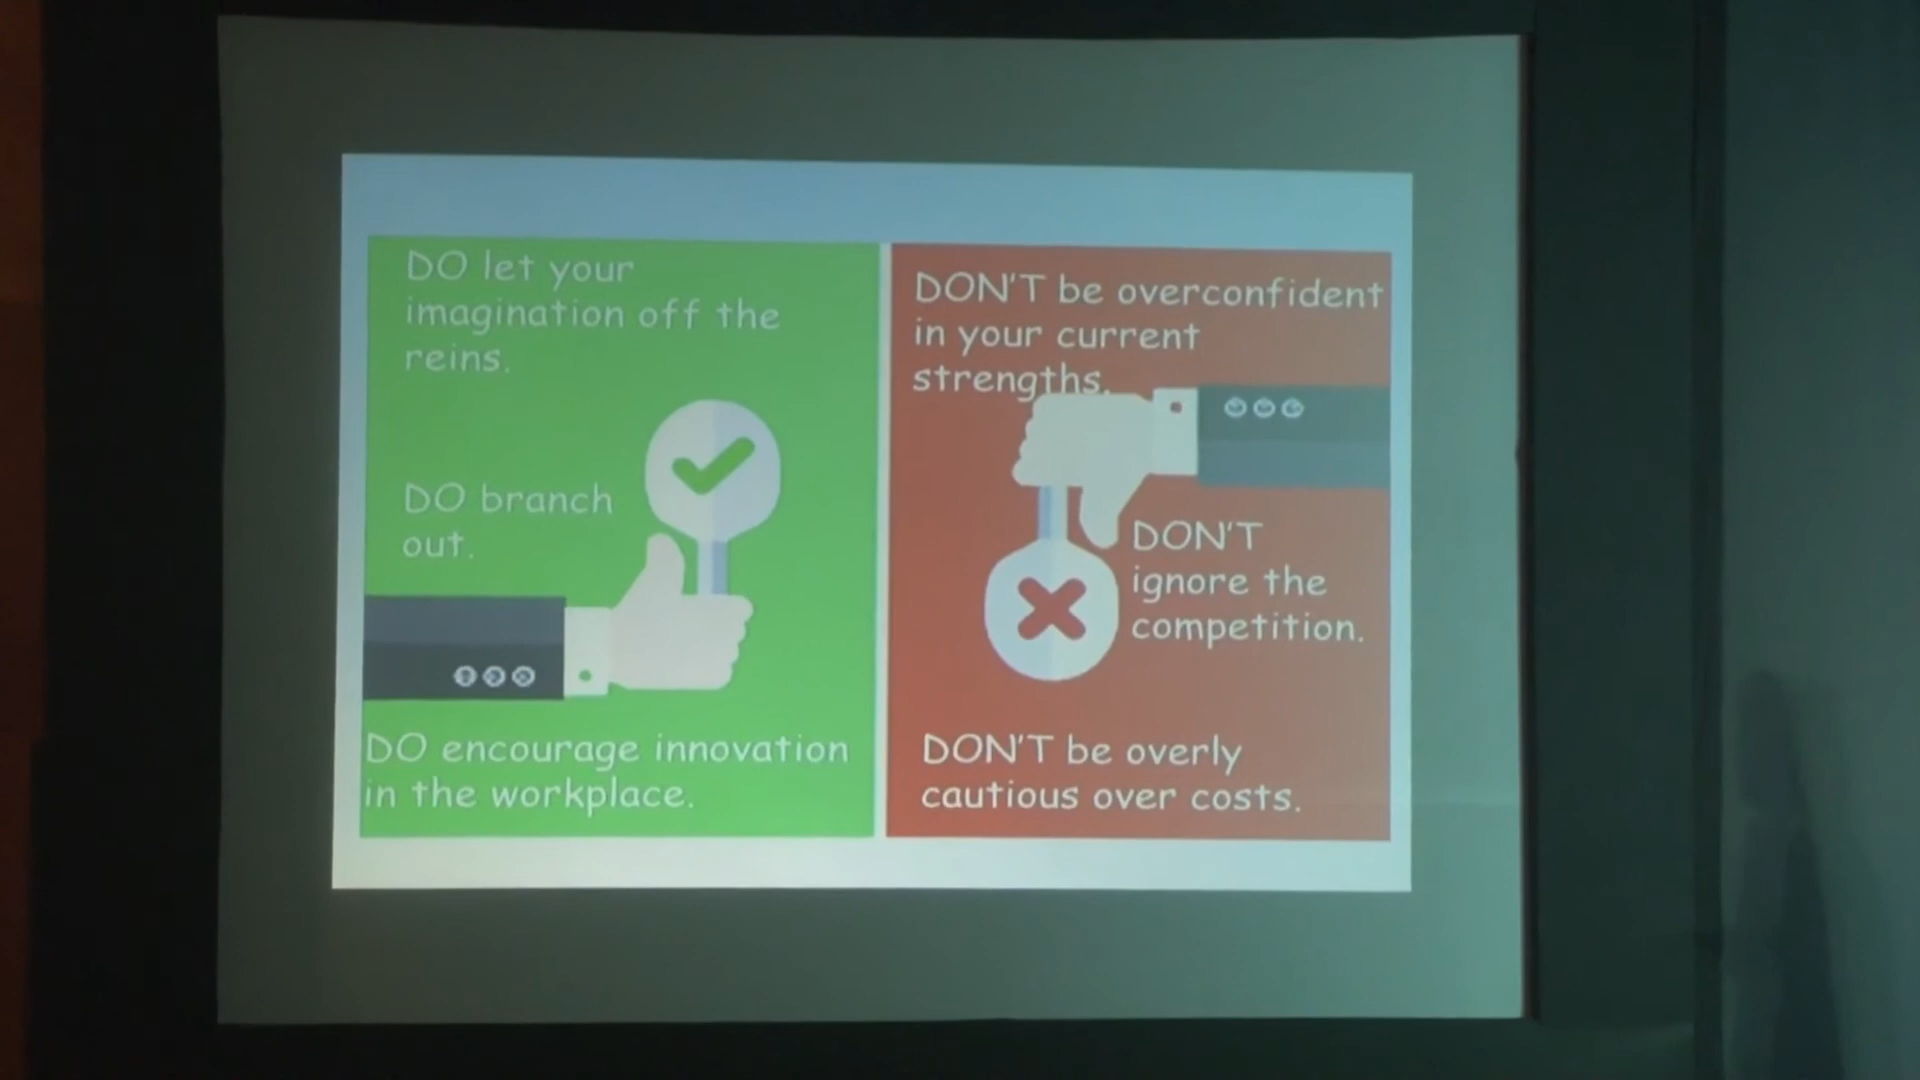 DO let your
imagination off the
reins.
DO branch
out.
DO encourage innovation
in the workplace.
DON'T be overconfident
in your current
strengths.
DON'T
ignore the
competition.
DON'T be overly
cautious over costs.